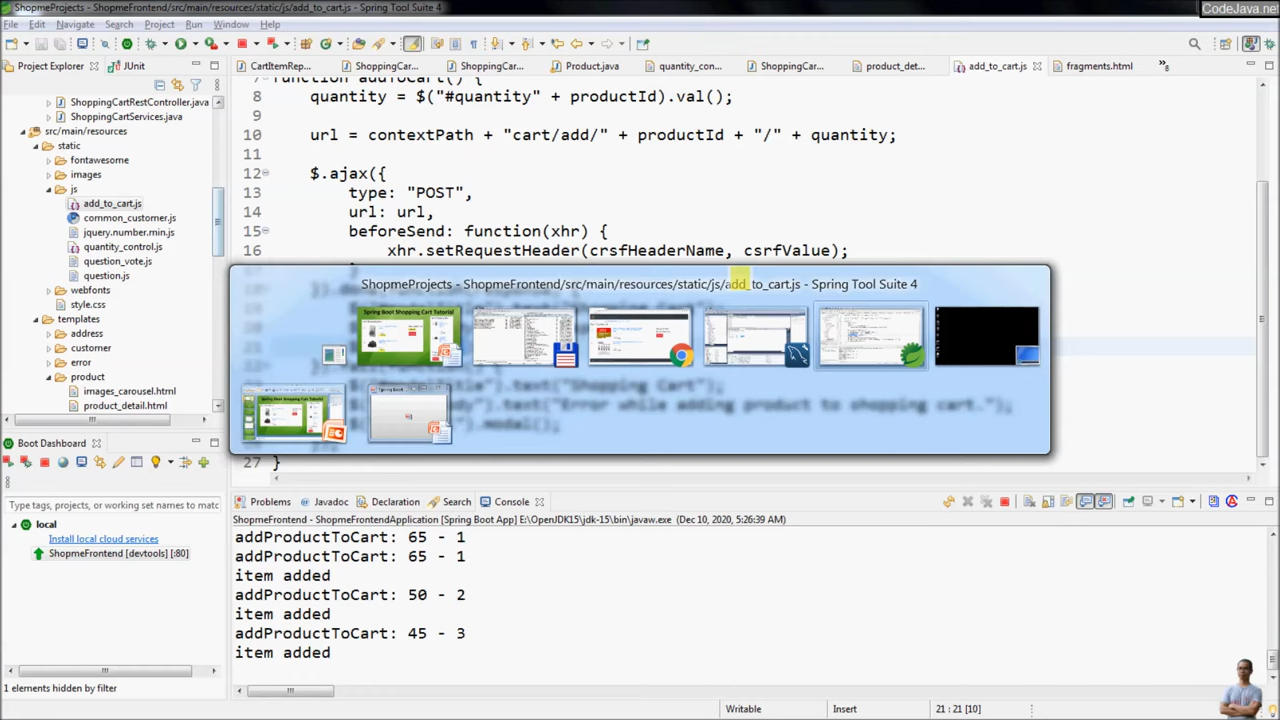 ShopmeProjects - ShopmeFrontend/src/main/resources/static/js/add_to_cart.js - Spring Tool Suite 4
CodeJava.net
File Edit Navigate Search Project Run Window Help
Project Explorer JUnit
CartItemRep... ShoppingCar... ShoppingCar... Product.java quantity_con... ShoppingCar... product_det... add_to_cart.js fragments.html
ShoppingCartRestController.java
ShoppingCartServices.java
src/main/resources
static
fontawesome
images
js
add_to_cart.js
common_customer.js
jquery.number.min.js
quantity_control.js
question_vote.js
question.js
webfonts
style.css
templates
address
customer
error
product
images_carousel.html
product_detail.html
8 quantity = $("#quantity" + productId).val();
9
10 url = contextPath + "cart/add/" + productId + "/" + quantity;
11
12 $.ajax({
13 type: "POST",
14 url: url,
15 beforeSend: function(xhr) {
16 xhr.setRequestHeader(crsfHeaderName, csrfValue);
ShopmeProjects - ShopmeFrontend/src/main/resources/static/js/add_to_cart.js - Spring Tool Suite 4
Spring Boot Shopping Cart Tutorial
27 }
Boot Dashboard
Type tags, projects, or working set names to matc
local
Install local cloud services
ShopmeFrontend [devtools] [:80]
1 elements hidden by filter
Problems Javadoc Declaration Search Console
ShopmeFrontend - ShopmeFrontendApplication [Spring Boot App] E:\OpenJDK15\jdk-15\bin\javaw.exe (Dec 10, 2020, 5:26:39 AM)
addProductToCart: 65 - 1
addProductToCart: 65 - 1
item added
addProductToCart: 50 - 2
item added
addProductToCart: 45 - 3
item added
Writable Insert 21 : 21 [10]